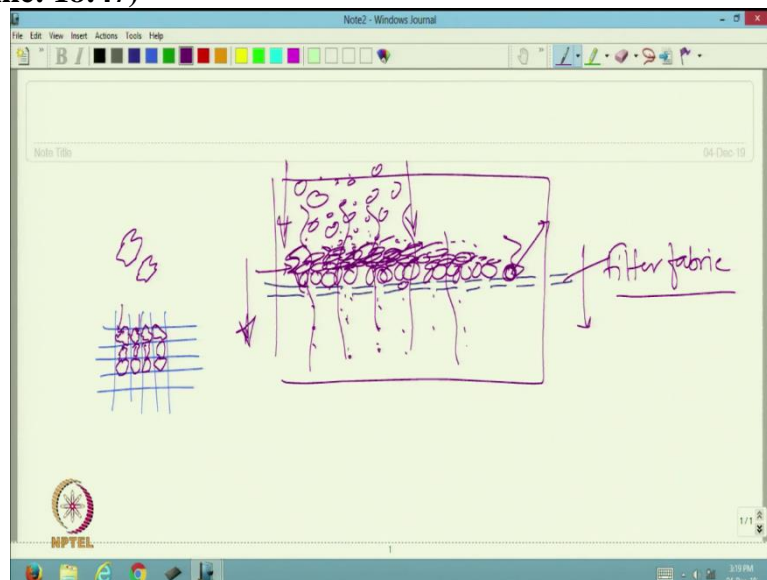 Note2 - Windows Journal
File Edit View Insert Actions Tools Help
B I
Note Title
04-Dec-19
filter fabric
NPTEL
1/1
1
3:19 PM